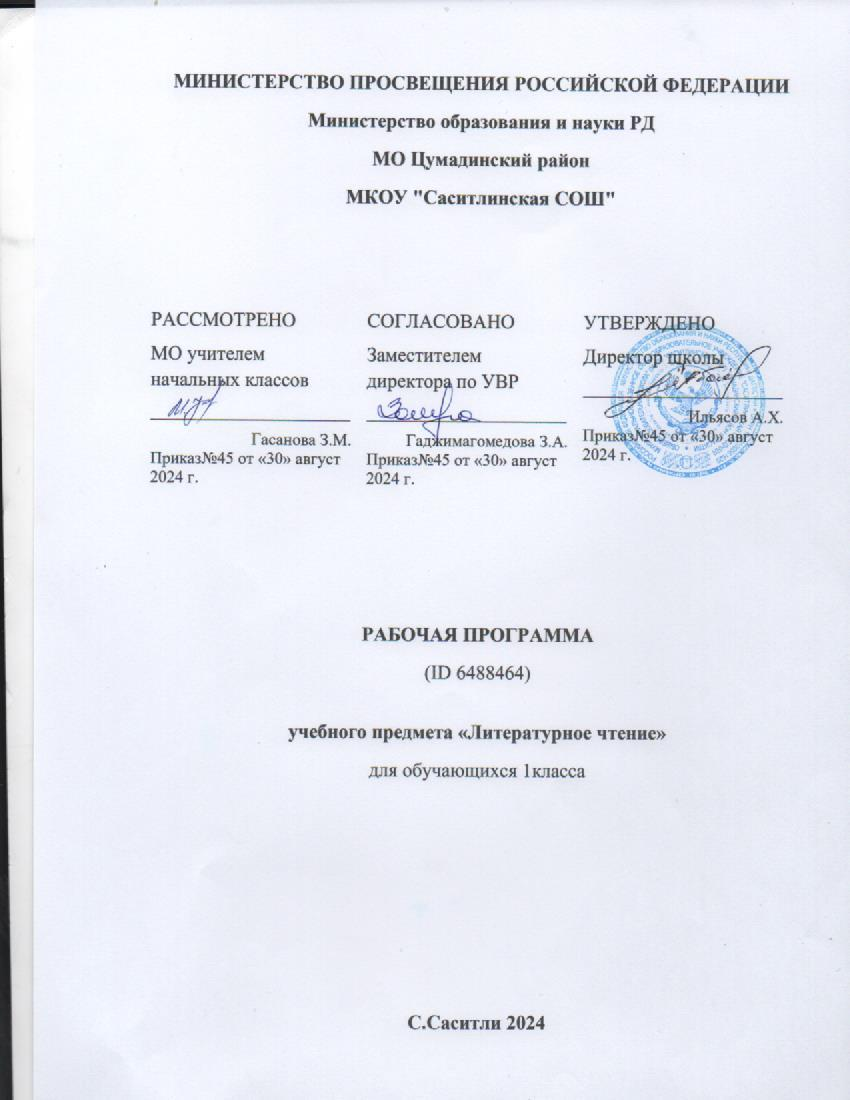 МИНИСТЕРСТВО ПРОСВЕЩЕНИЯ РОССИЙСКОЙ ФЕДЕРАЦИИ
Министерство образования и науки РД
МО Цумадинский район
МКОУ "Саситлинская СОШ"
РАССМОТРЕНО
МО учителем
начальных классов
Гасанова З.М.
Приказ№45 от «30» август
2024 г.
СОГЛАСОВАНО
Заместителем
директора по УВР
Гаджимагомедова З.А.
Приказ№45 от «30» август
2024 г.
УТВЕРЖДЕНО
Директор школы
Ильясов А.Х.
Приказ№45 от «30» август
2024 г.
РАБОЧАЯ ПРОГРАММА
(ID 6488464)
учебного предмета «Литературное чтение»
для обучающихся 1класса
С.Саситли 2024